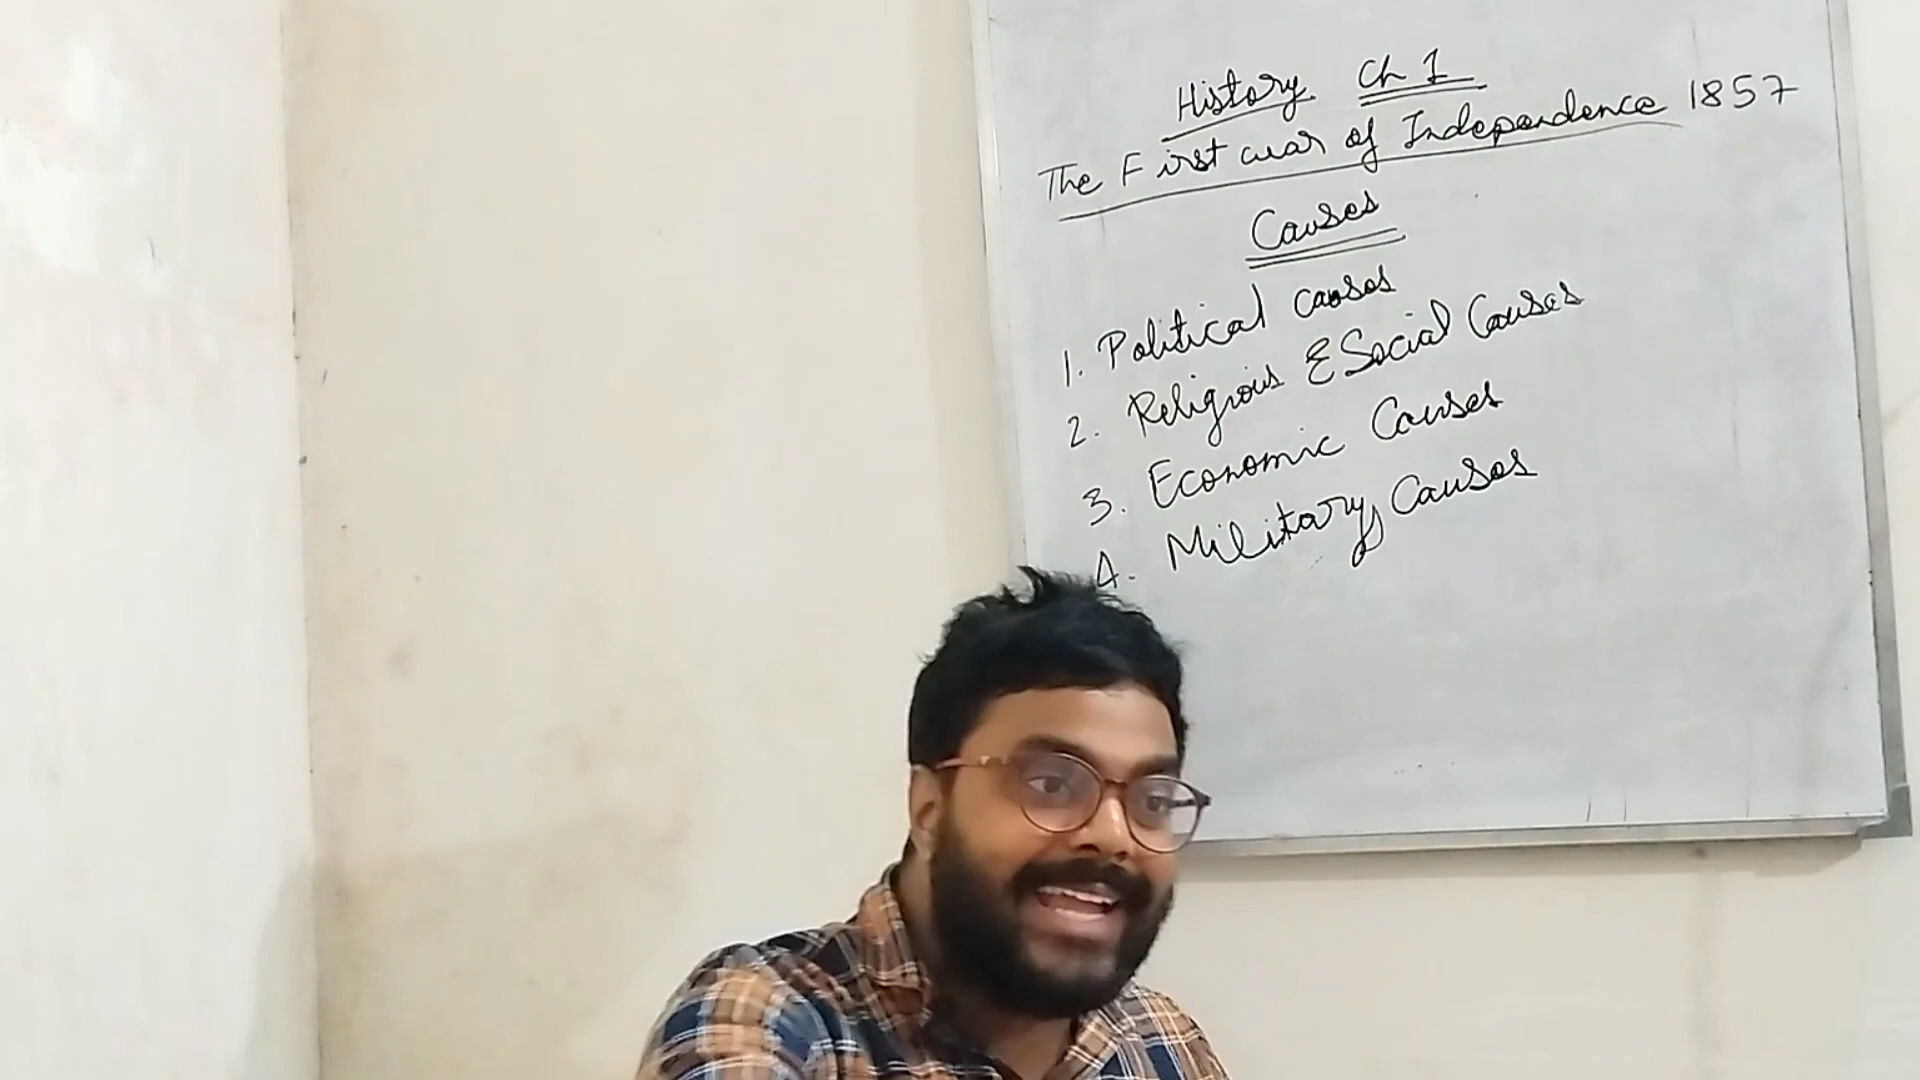 History Ch 1
The First war of Independence 1857
Causes
1. Political causes
2. Religious & Social Causes
3. Economic Causes
4. Military Causes